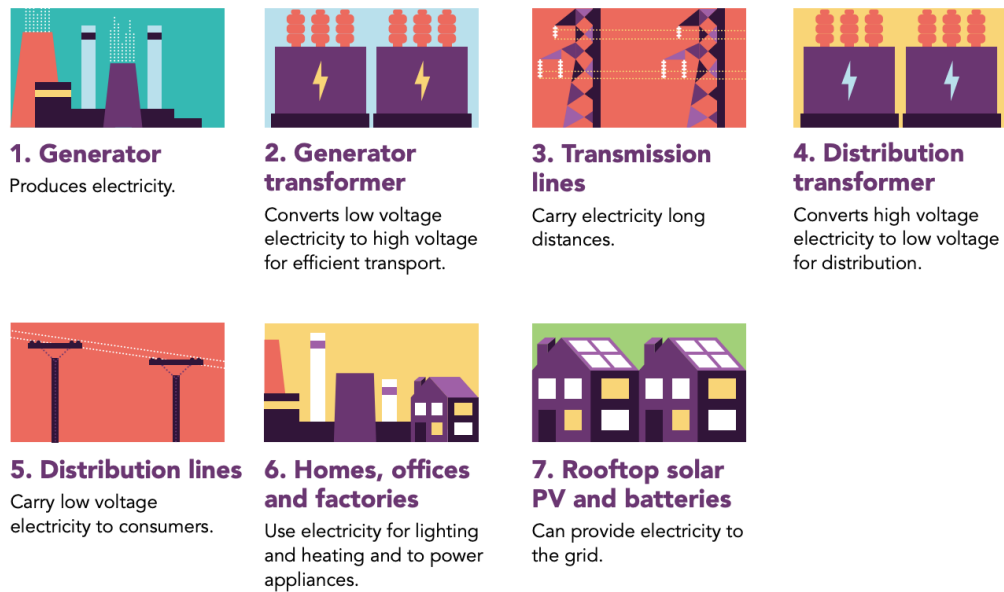 1. Generator
Produces electricity.
2. Generator
transformer
Converts low voltage
electricity to high voltage
for efficient transport.
3. Transmission
lines
Carry electricity long
distances.
4. Distribution
transformer
Converts high voltage
electricity to low voltage
for distribution.
5. Distribution lines
Carry low voltage
electricity to consumers.
6. Homes, offices
and factories
Use electricity for lighting
and heating and to power
appliances.
7. Rooftop solar
PV and batteries
Can provide electricity to
the grid.